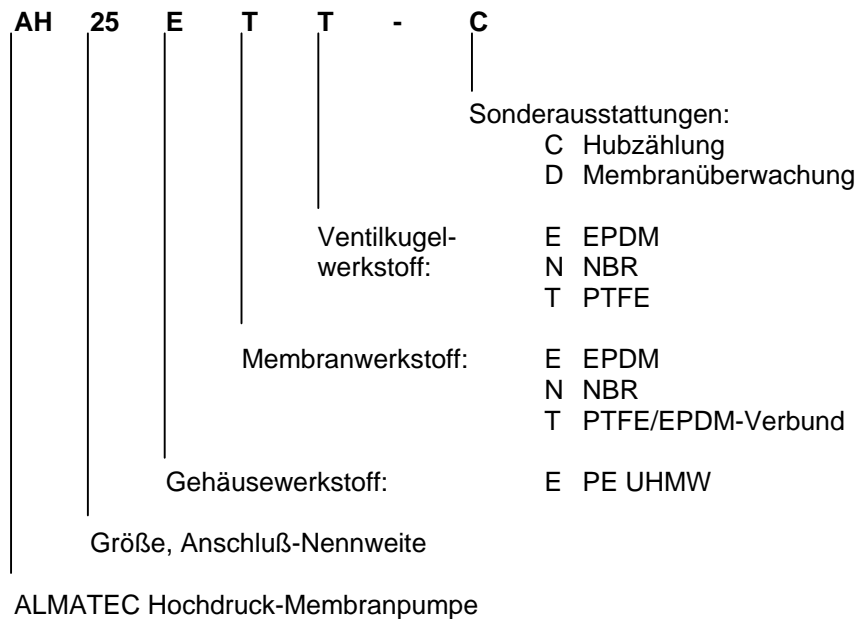 AH 25 E T T - C
Sonderausstattungen:
C Hubzählung
D Membranüberwachung
Ventilkugel- E EPDM
werkstoff: N NBR
T PTFE
Membranwerkstoff: E EPDM
N NBR
T PTFE/EPDM-Verbund
Gehäusewerkstoff: E PE UHMW
Größe, Anschluß-Nennweite
ALMATEC Hochdruck-Membranpumpe